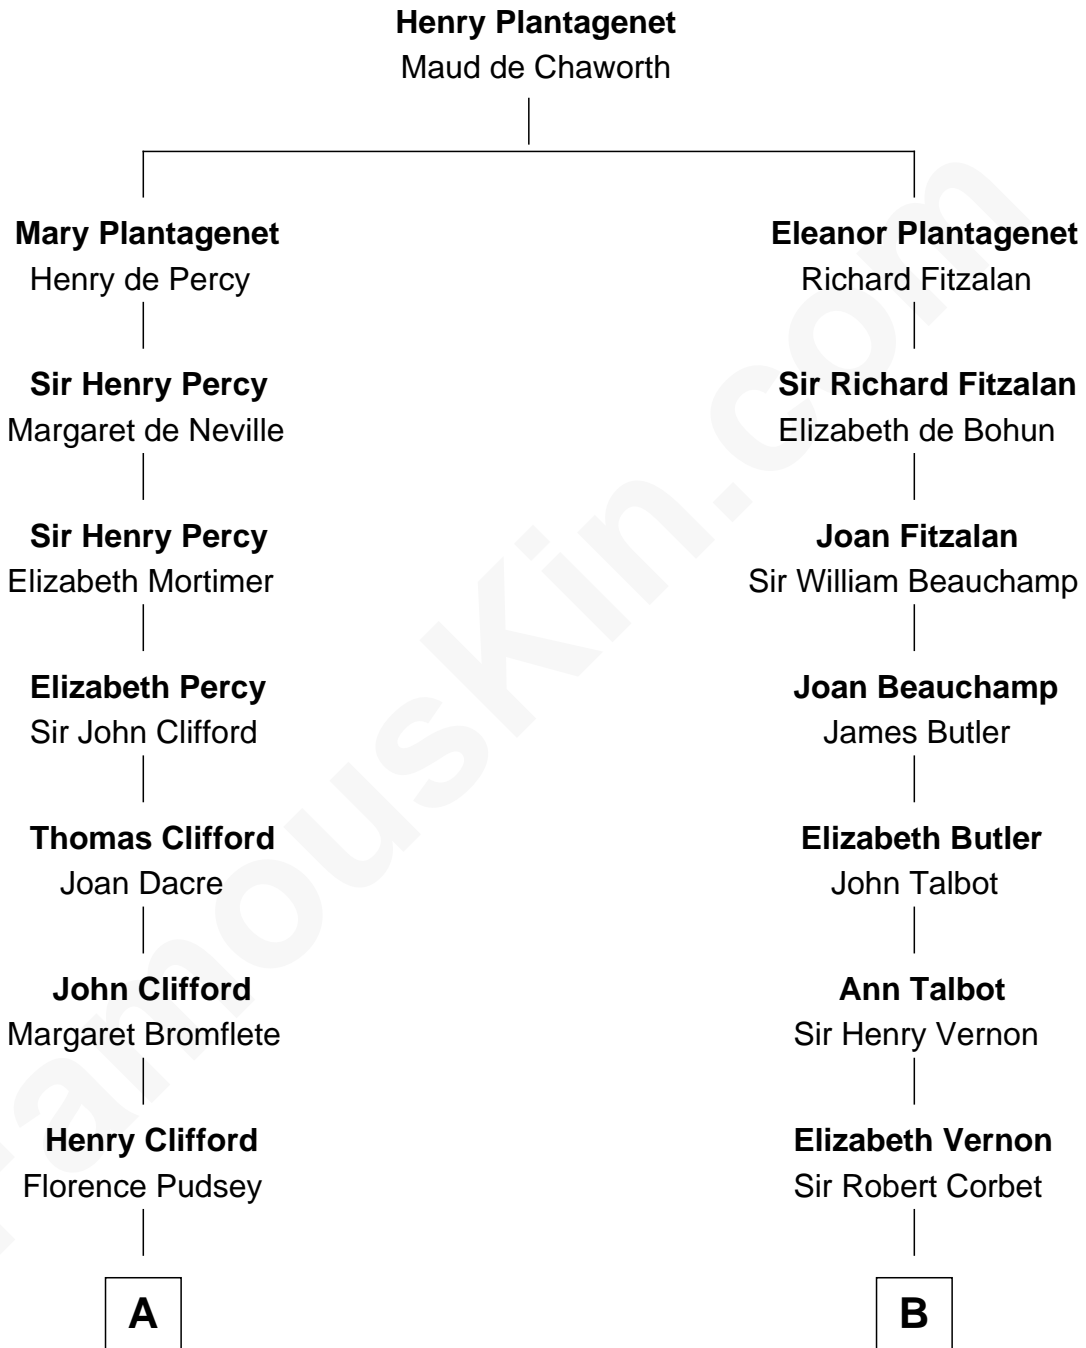 Henry Plantagenet
Maud de Chaworth
Mary Plantagenet
Henry de Percy
Eleanor Plantagenet
Richard Fitzalan
Sir Henry Percy
Margaret de Neville
Sir Richard Fitzalan
Elizabeth de Bohun
Sir Henry Percy
Elizabeth Mortimer
Joan Fitzalan
Sir William Beauchamp
Elizabeth Percy
Sir John Clifford
Joan Beauchamp
James Butler
Thomas Clifford
Joan Dacre
Elizabeth Butler
John Talbot
John Clifford
Margaret Bromflete
Ann Talbot
Sir Henry Vernon
Henry Clifford
Florence Pudsey
Elizabeth Vernon
Sir Robert Corbet
A
B
FamousKin.com